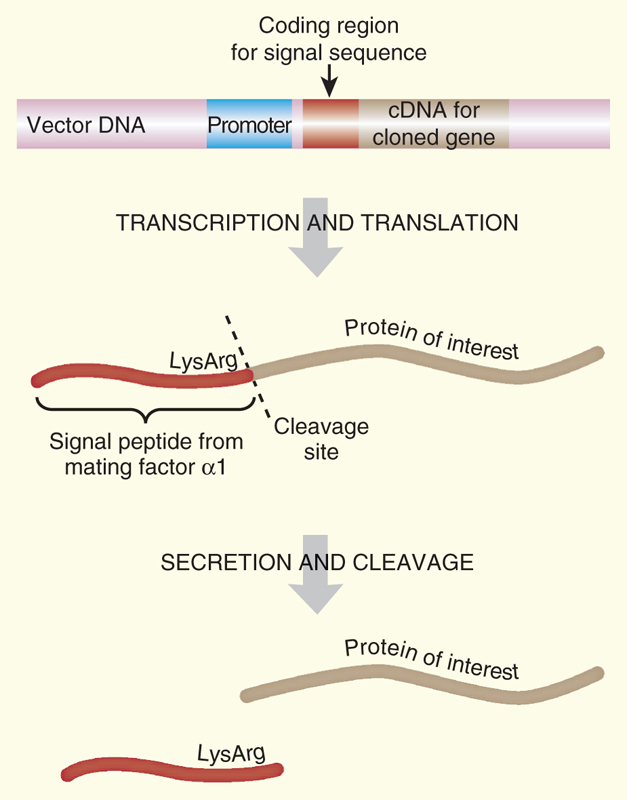 Coding region
for signal sequence
Vector DNA
Promoter
cDNA for
cloned gene
TRANSCRIPTION AND TRANSLATION
LysArg
Protein of interest
Signal peptide from
mating factor α1
Cleavage
site
SECRETION AND CLEAVAGE
Protein of interest
LysArg